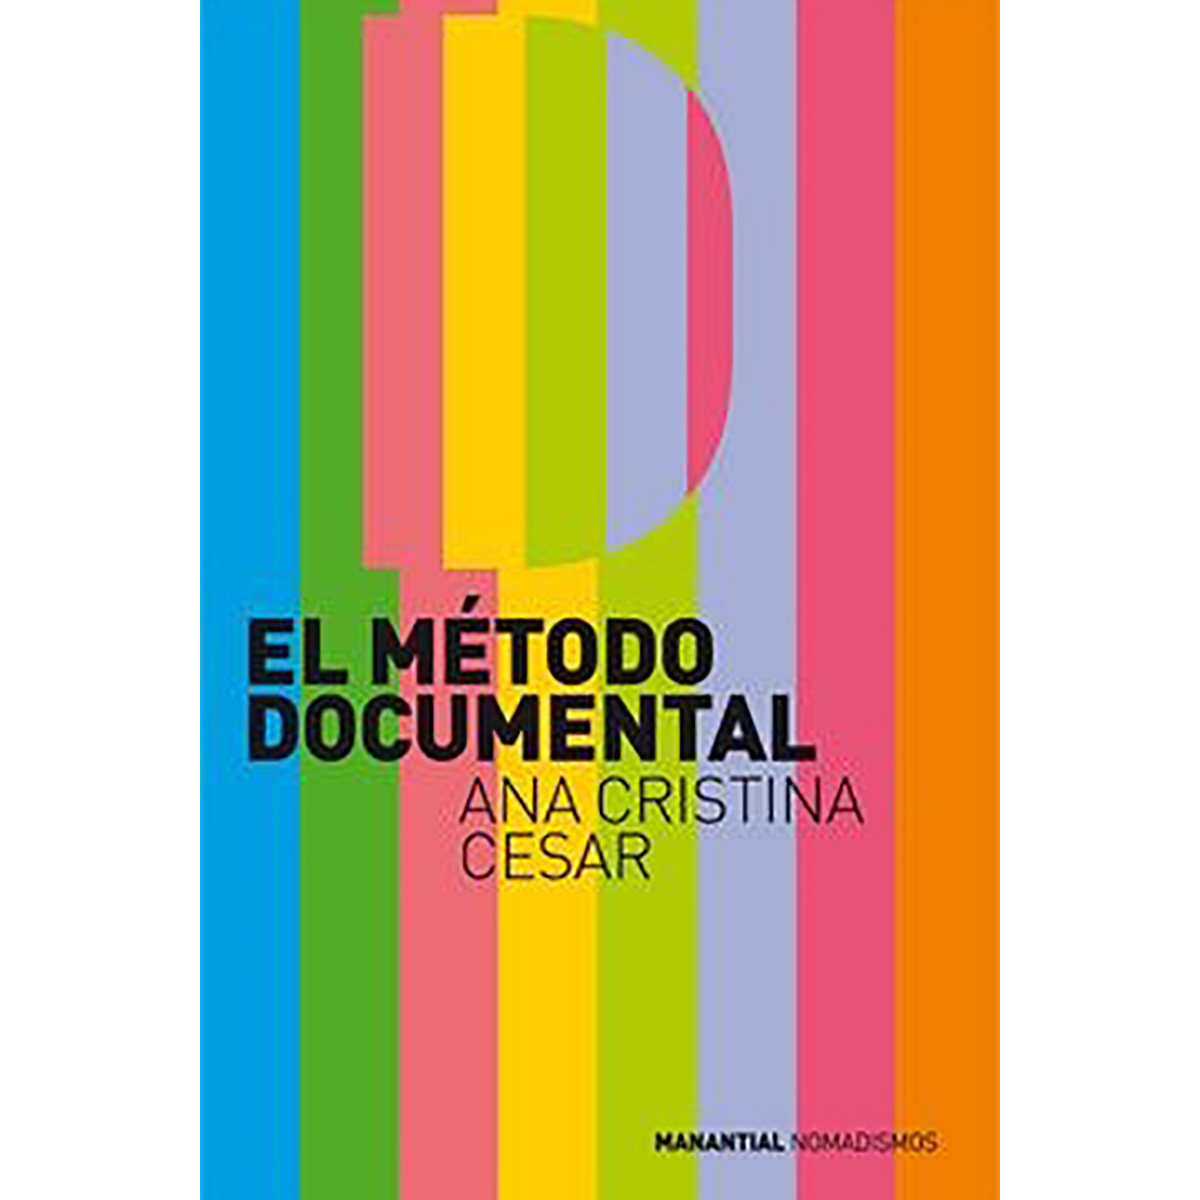 D
EL MÉTODO
DOCUMENTAL
ANA CRISTINA
CESAR
MANANTIAL NOMADISMOS